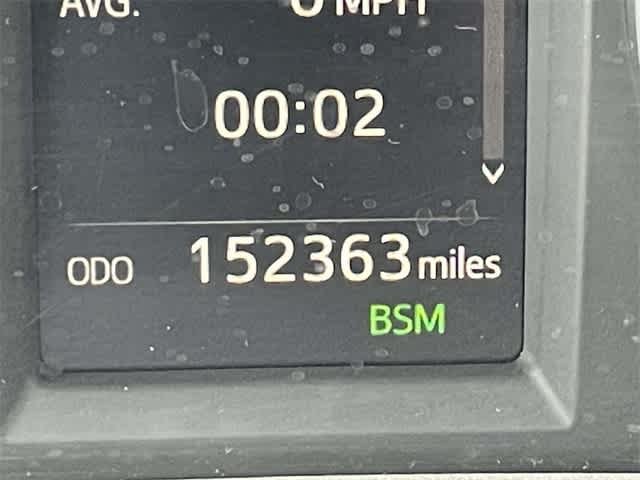 AVG. 0 MPH
00:02
ODO 152363 miles
BSM